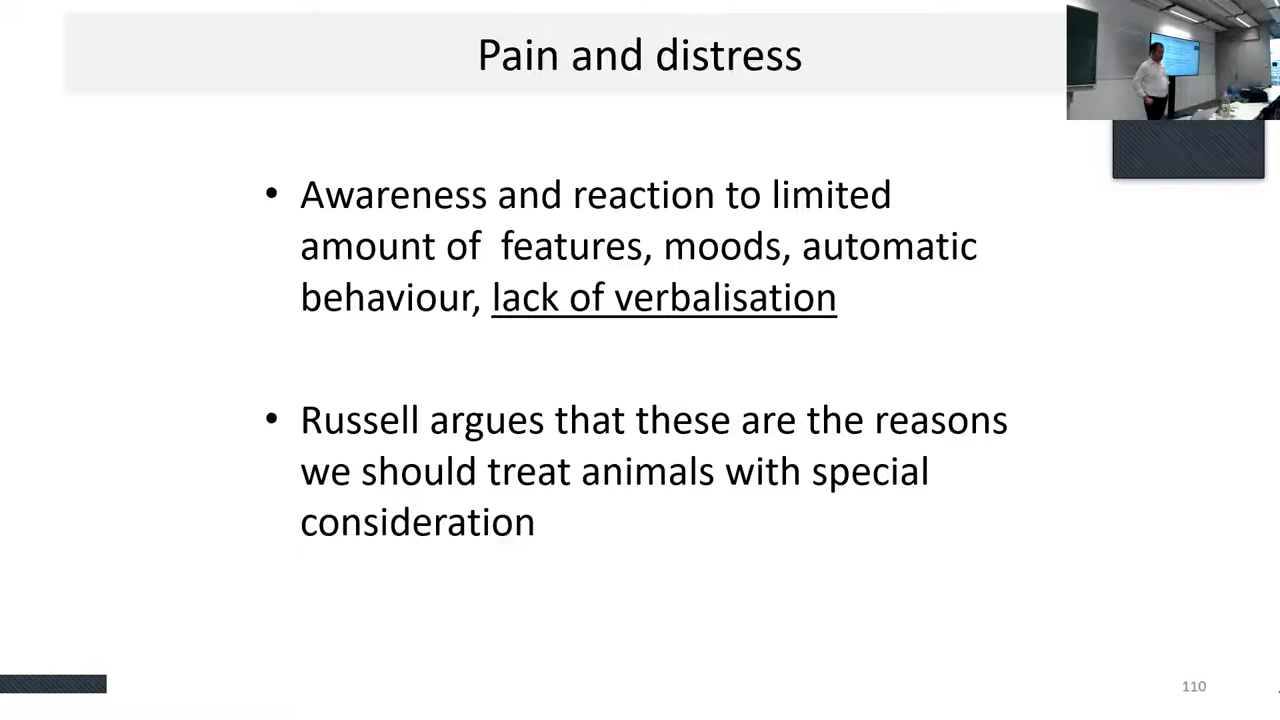 Pain and distress
• Awareness and reaction to limited
amount of  features, moods, automatic
behaviour, lack of verbalisation
• Russell argues that these are the reasons
we should treat animals with special
consideration
110